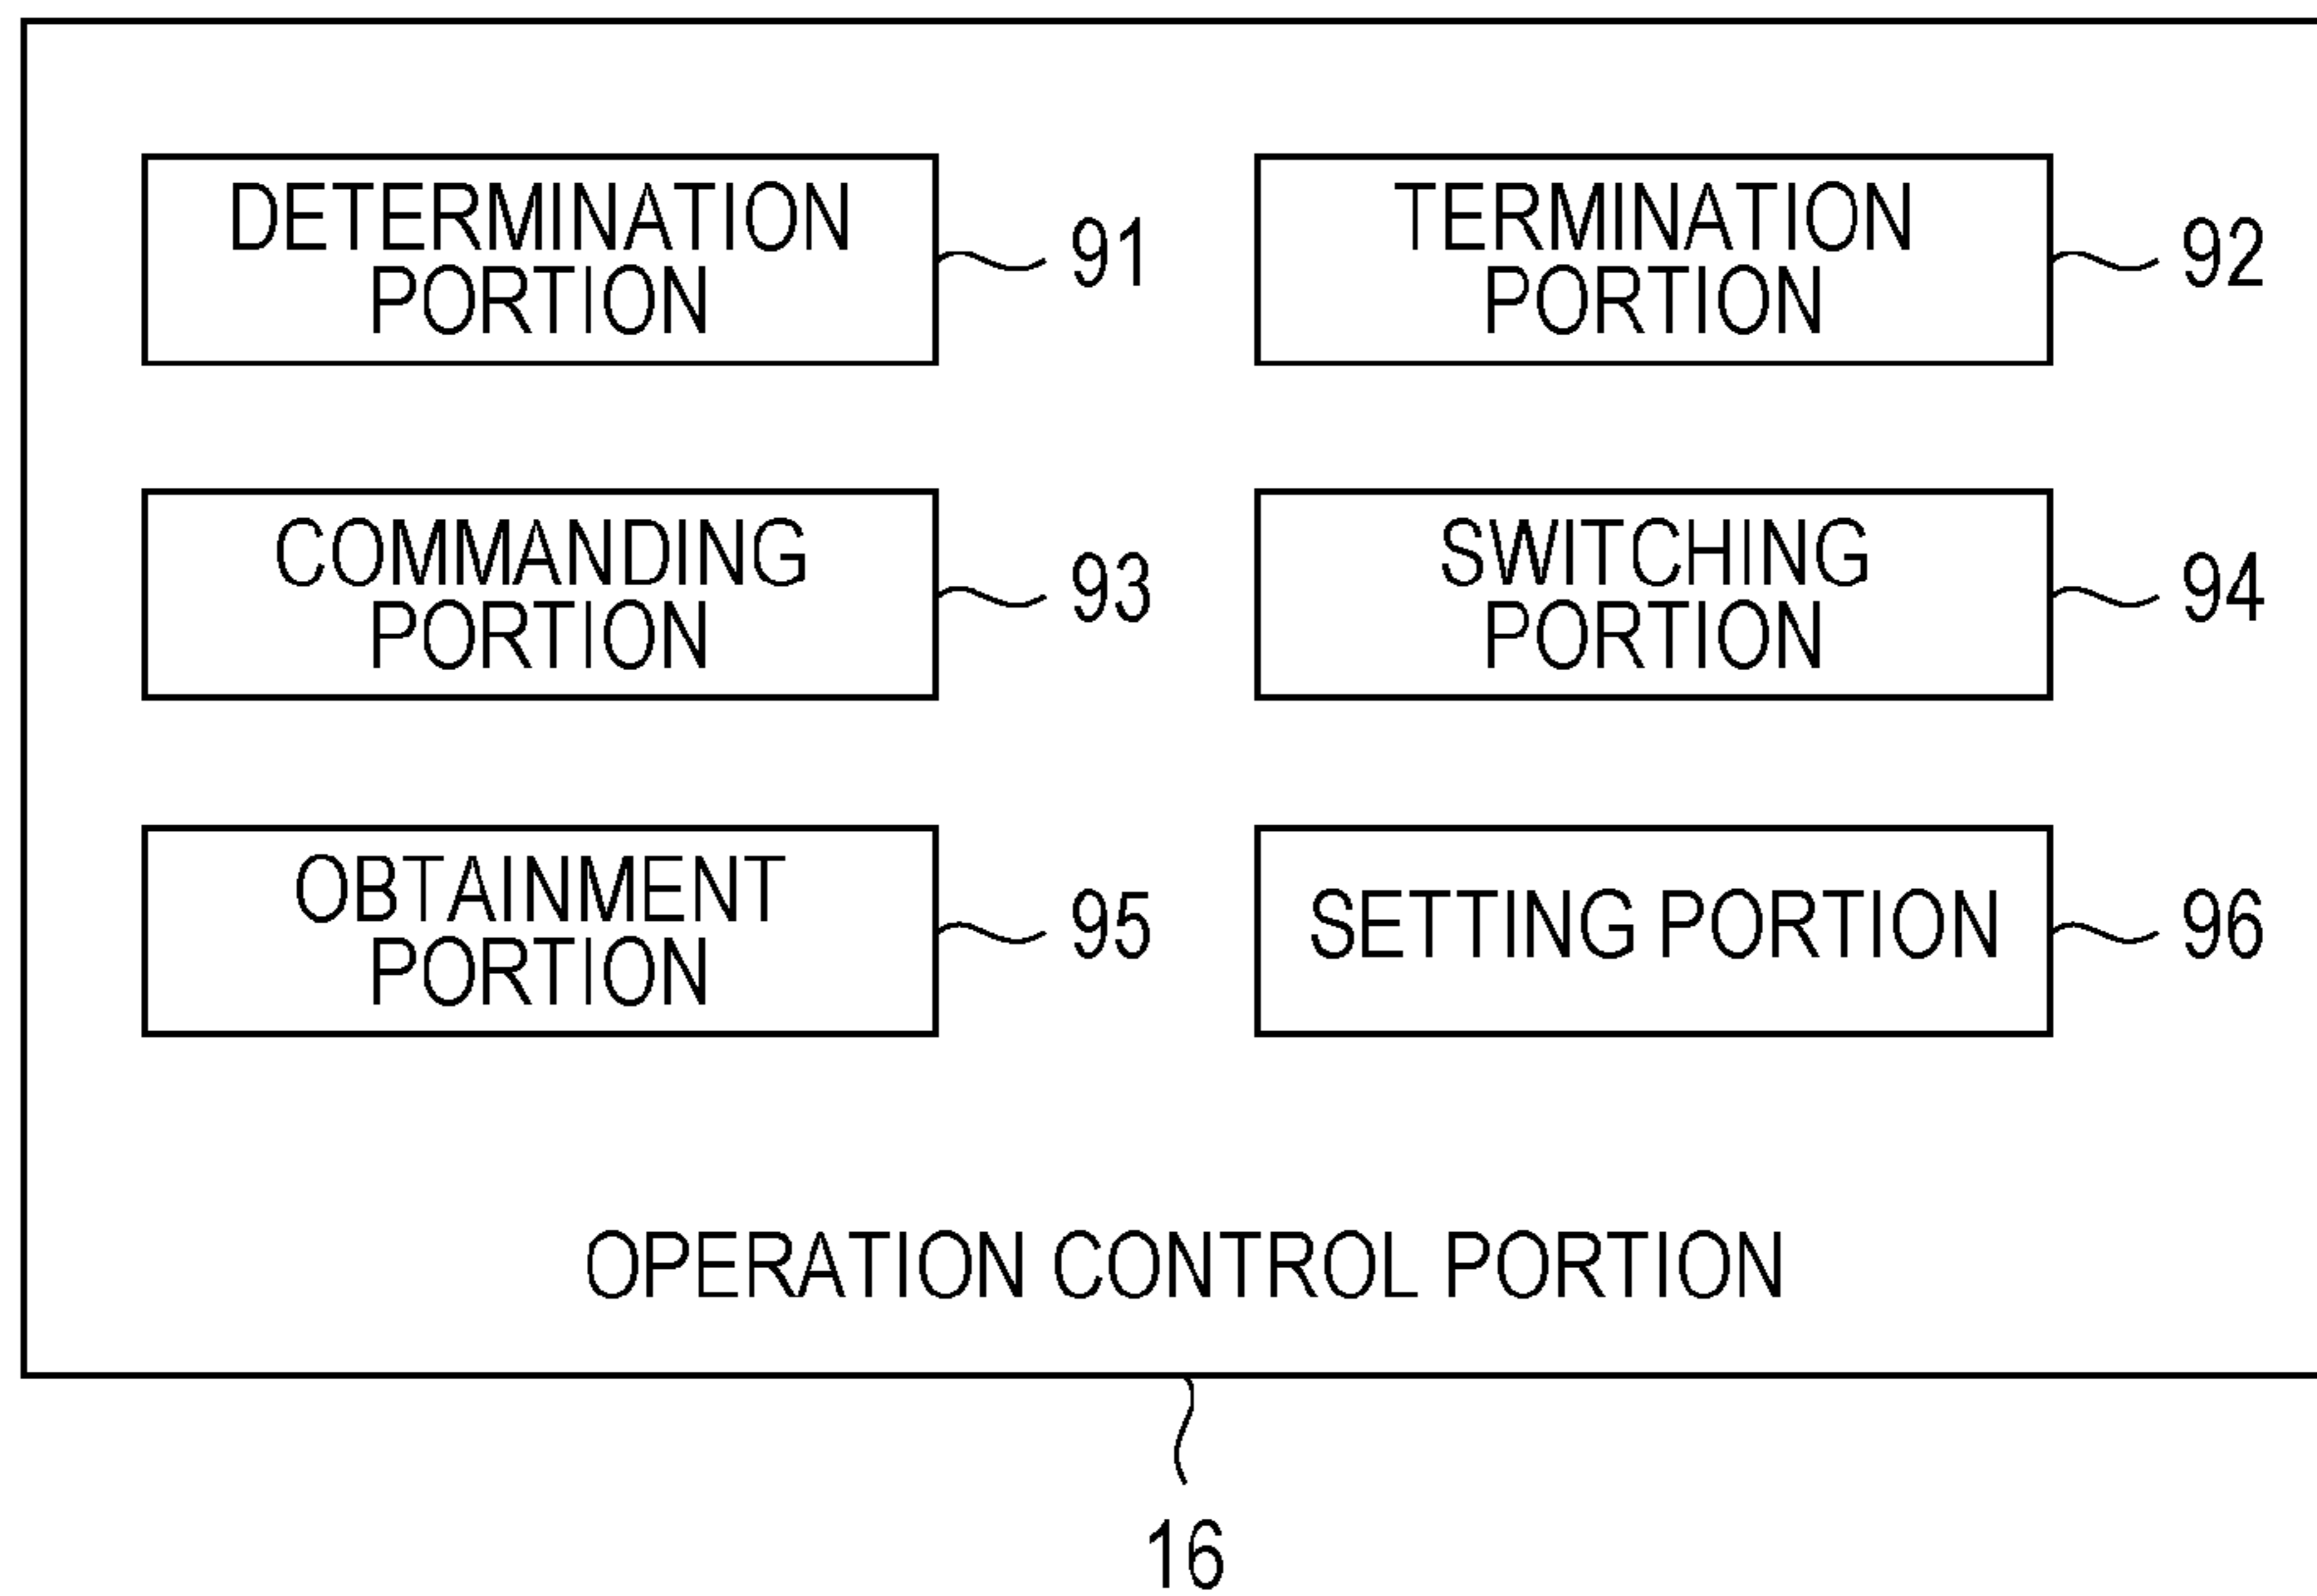 DETERMINATION
PORTION
91
TERMINATION
PORTION
92
COMMANDING
PORTION
93
SWITCHING
PORTION
94
OBTAINMENT
PORTION
95
SETTING PORTION
96
OPERATION CONTROL PORTION
16